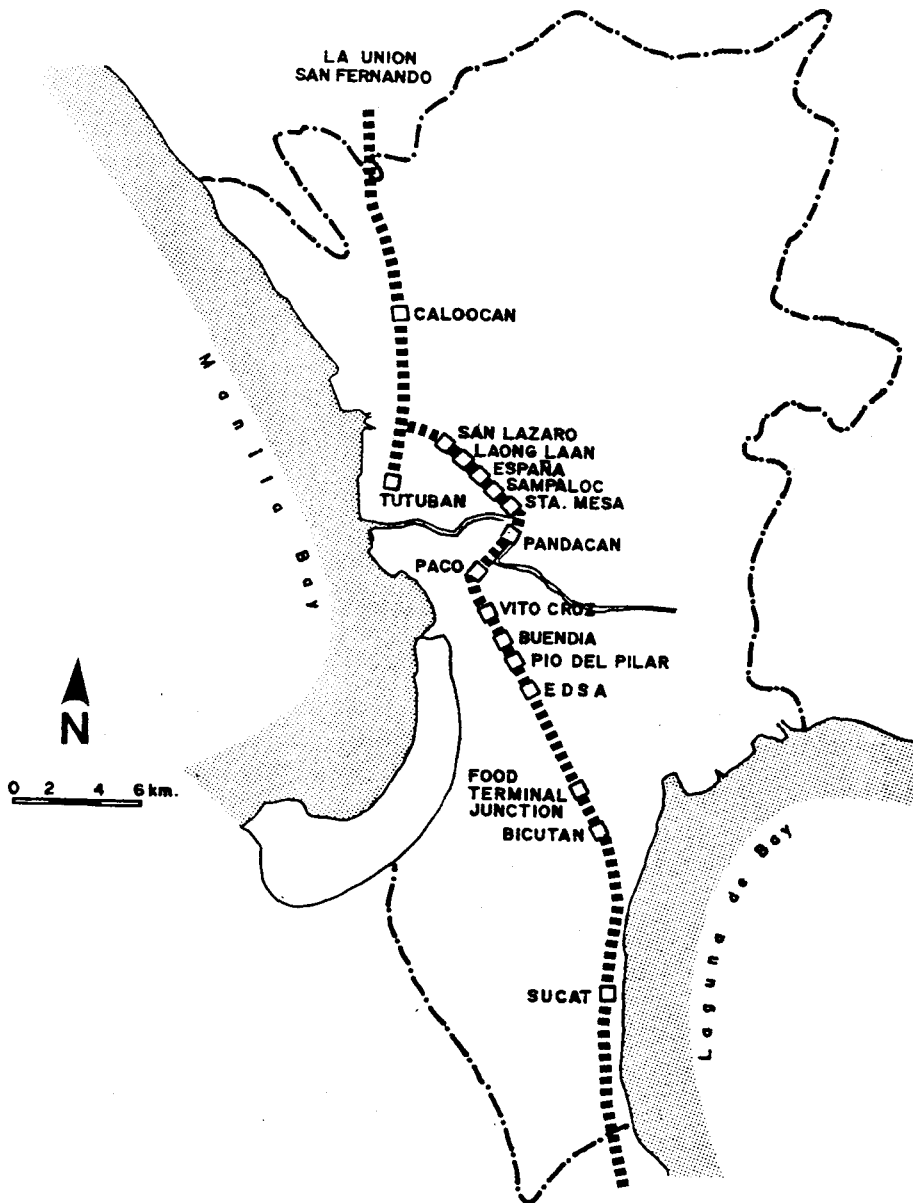 LA UNION
SAN FERNANDO
CALOOCAN
Manila Bay
SAN LAZARO
LAONG LAAN
ESPAÑA
SAMPALOC
STA. MESA
TUTUBAN
PANDACAN
PACO
VITO CRUZ
BUENDIA
PIO DEL PILAR
EDSA
N
0 2 4 6 km.
FOOD
TERMINAL
JUNCTION
BICUTAN
Laguna de Bay
SUCAT